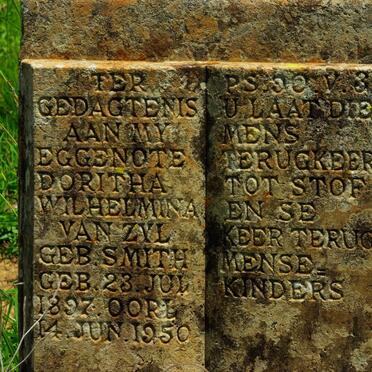 TER
GEDAGTENIS
AAN MY
EGGENOTE
DORITHA
WILHELMINA
VAN ZYL
GEB SMITH
GEB. 28. JUL
1897. OORL
14. JUN 1950
PS. 90 V 3
U LAAT DIE
MENS
TERUGKEER
TOT STOF
EN SE
KEER TERUG
MENSE-
KINDERS